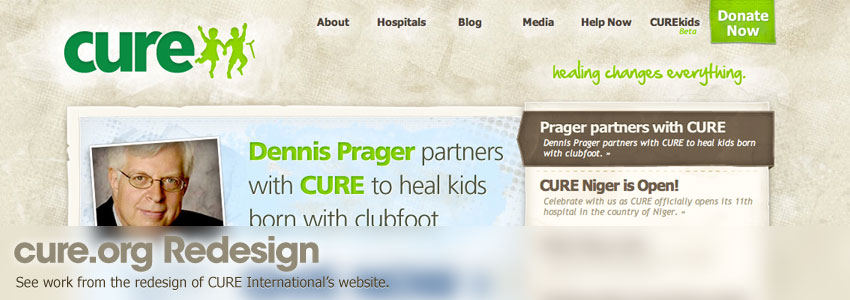 About Hospitals Blog Media Help Now CUREkids Donate
Beta Now
cure
healing changes everything.
Dennis Prager partners
with CURE to heal kids
born with clubfoot
Prager partners with CURE
Dennis Prager partners with CURE to heal kids born
with clubfoot. »
CURE Niger is Open!
Celebrate with us as CURE officially opens its 11th
hospital in the country of Niger. »
cure.org Redesign
See work from the redesign of CURE International's website.